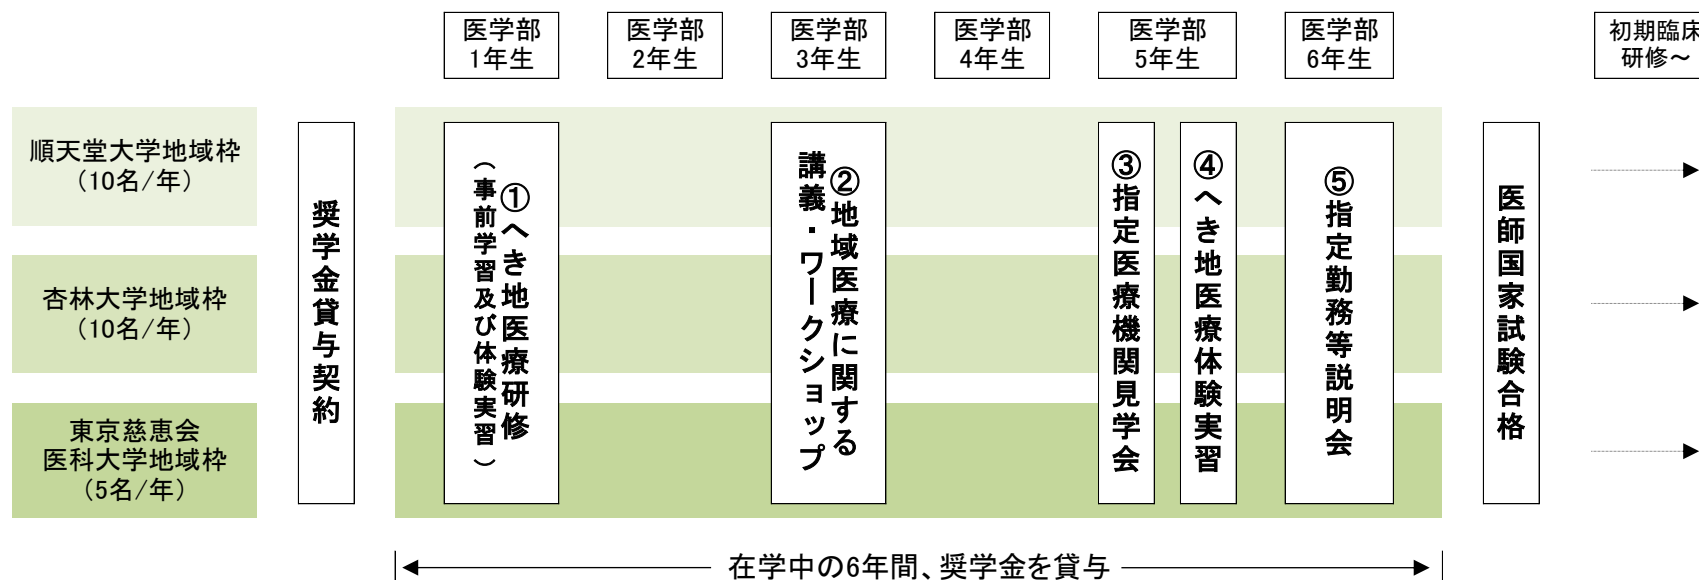 医学部
1年生
医学部
2年生
医学部
3年生
医学部
4年生
医学部
5年生
医学部
6年生
初期臨床
研修～
順天堂大学地域枠
（10名/年）
杏林大学地域枠
（10名/年）
東京慈恵会
医科大学地域枠
（5名/年）
奨学金貸与契約
①へき地医療研修
（事前学習及び体験実習）
②地域医療に関する
講義・ワークショップ
③指定医療機関見学会
④へき地医療体験実習
⑤指定勤務等説明会
医師国家試験合格
在学中の6年間、奨学金を貸与